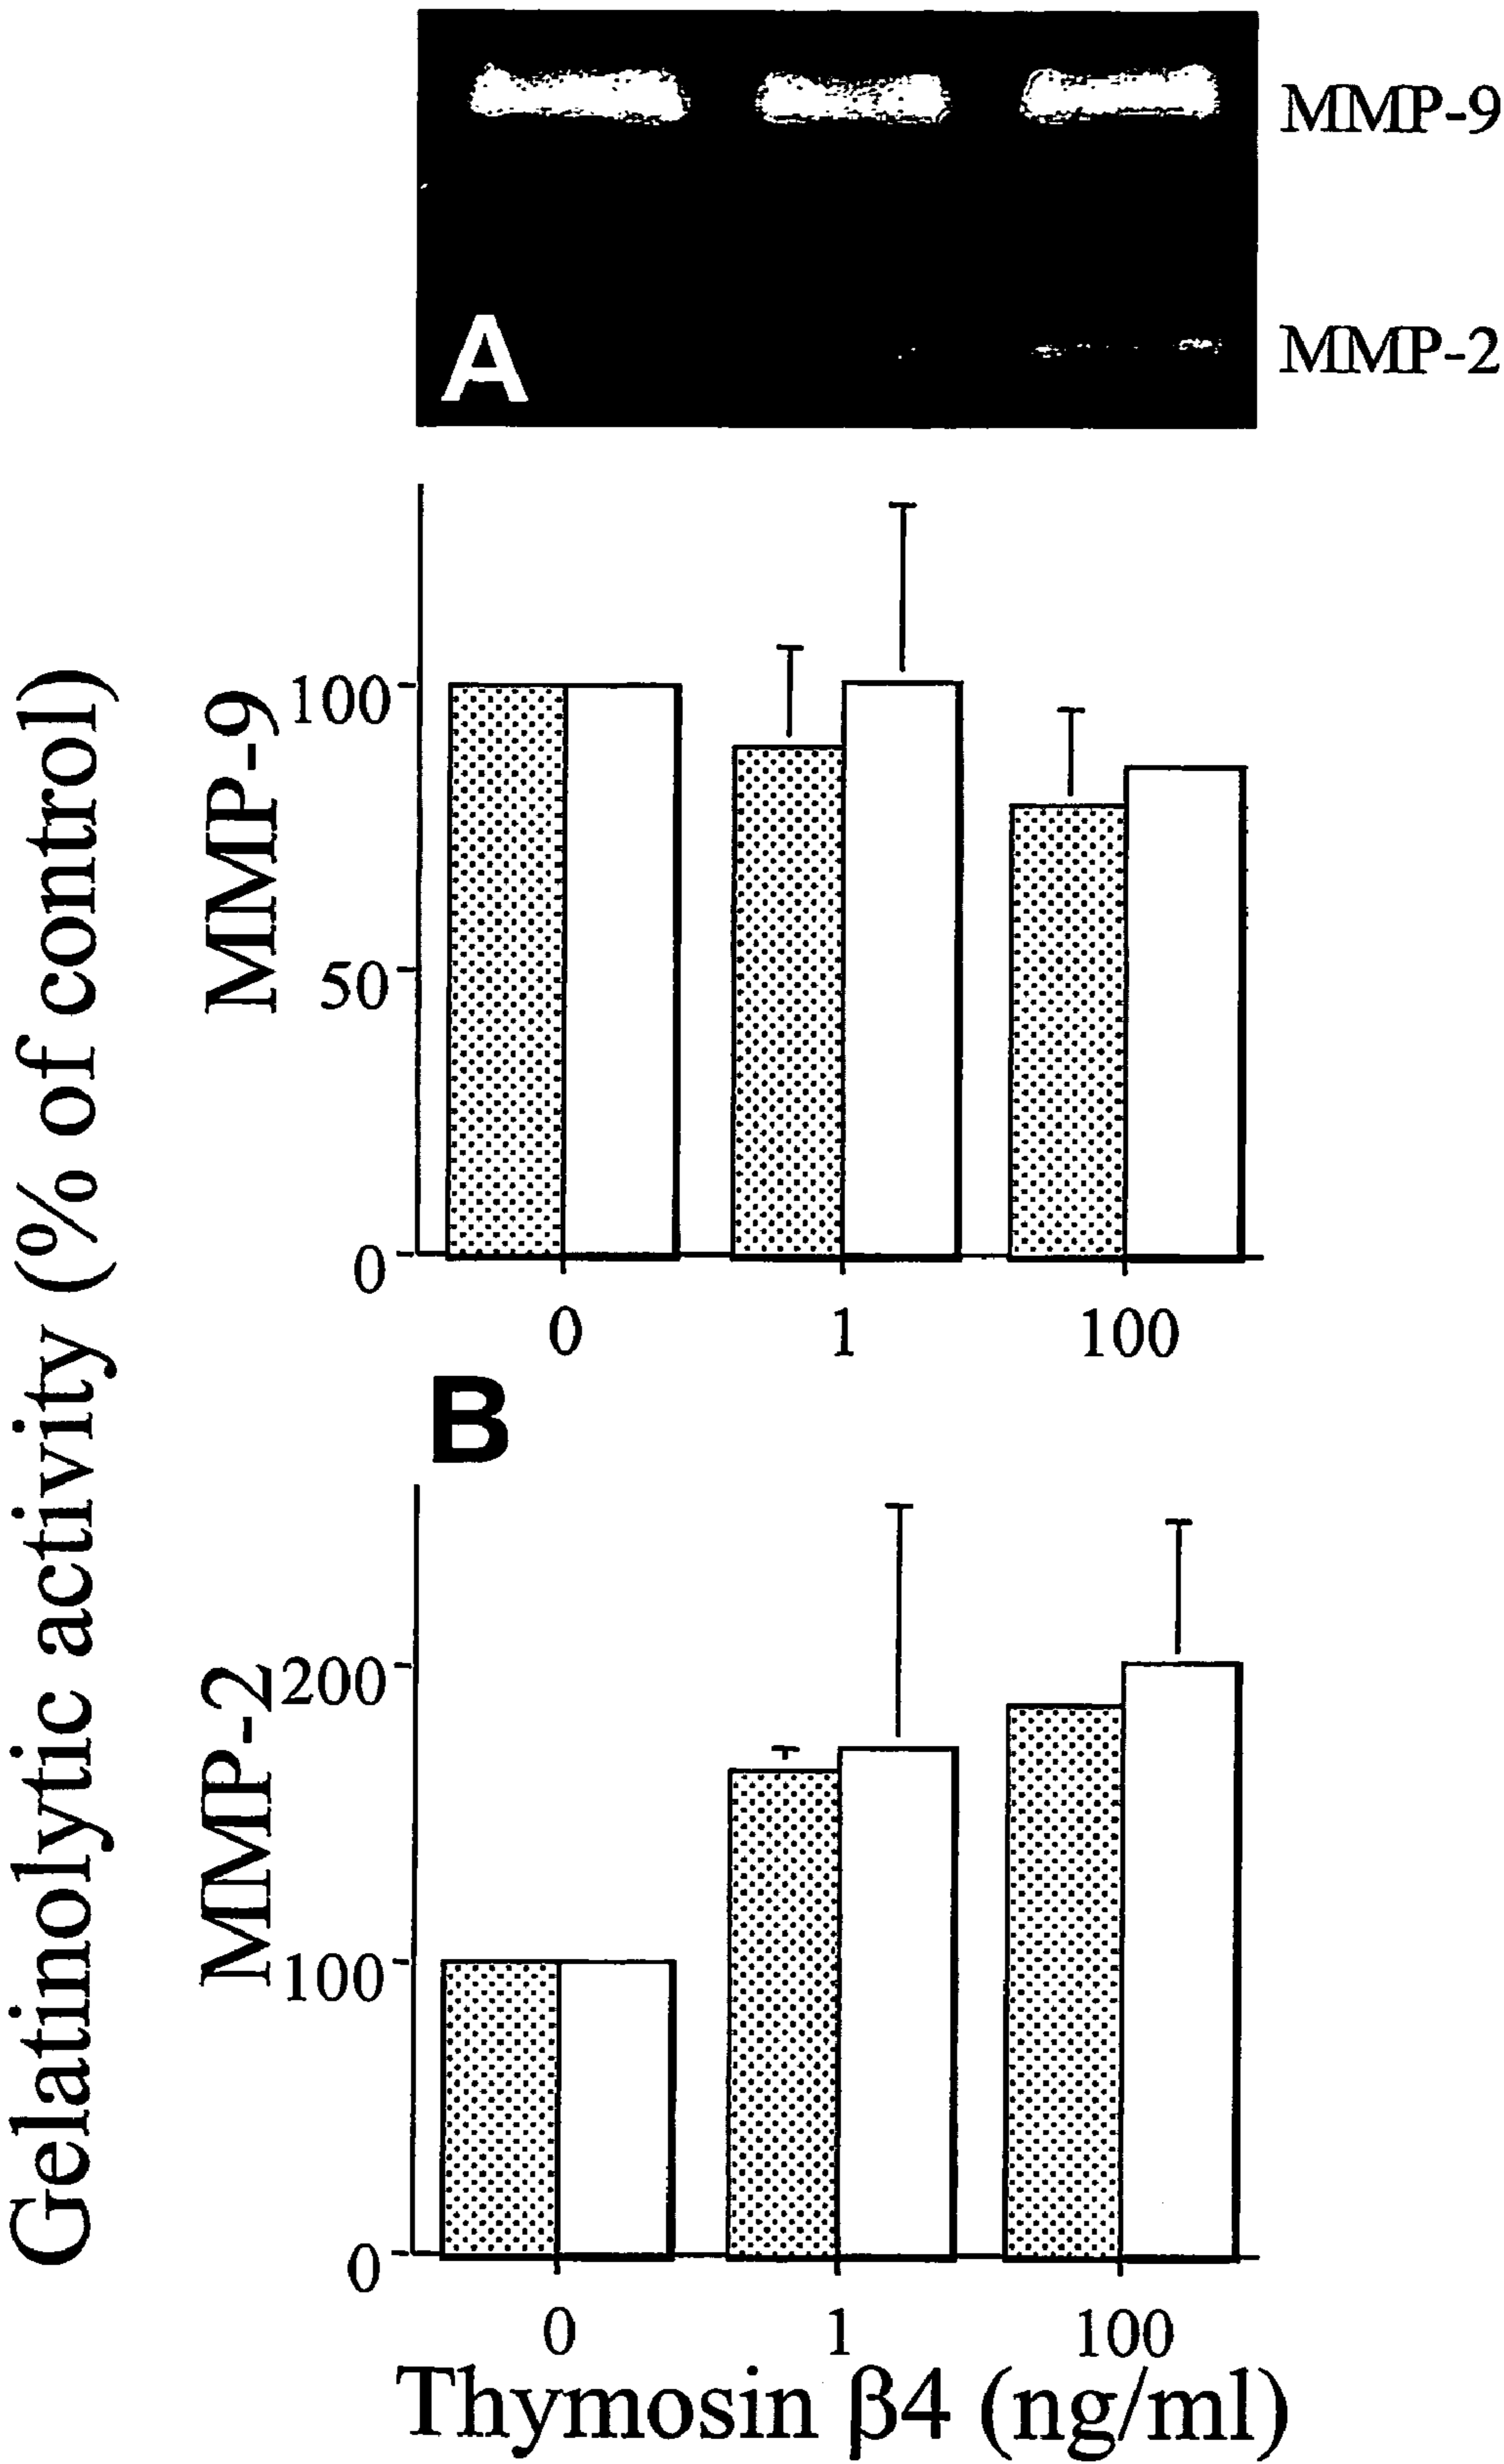 MMP-9
MMP-2
A
Gelatinolytic activity (% of control)
MMP-9
100
50
0
0 1 100
B
MMP-2
200
100
0
0 1 100
Thymosin β4 (ng/ml)